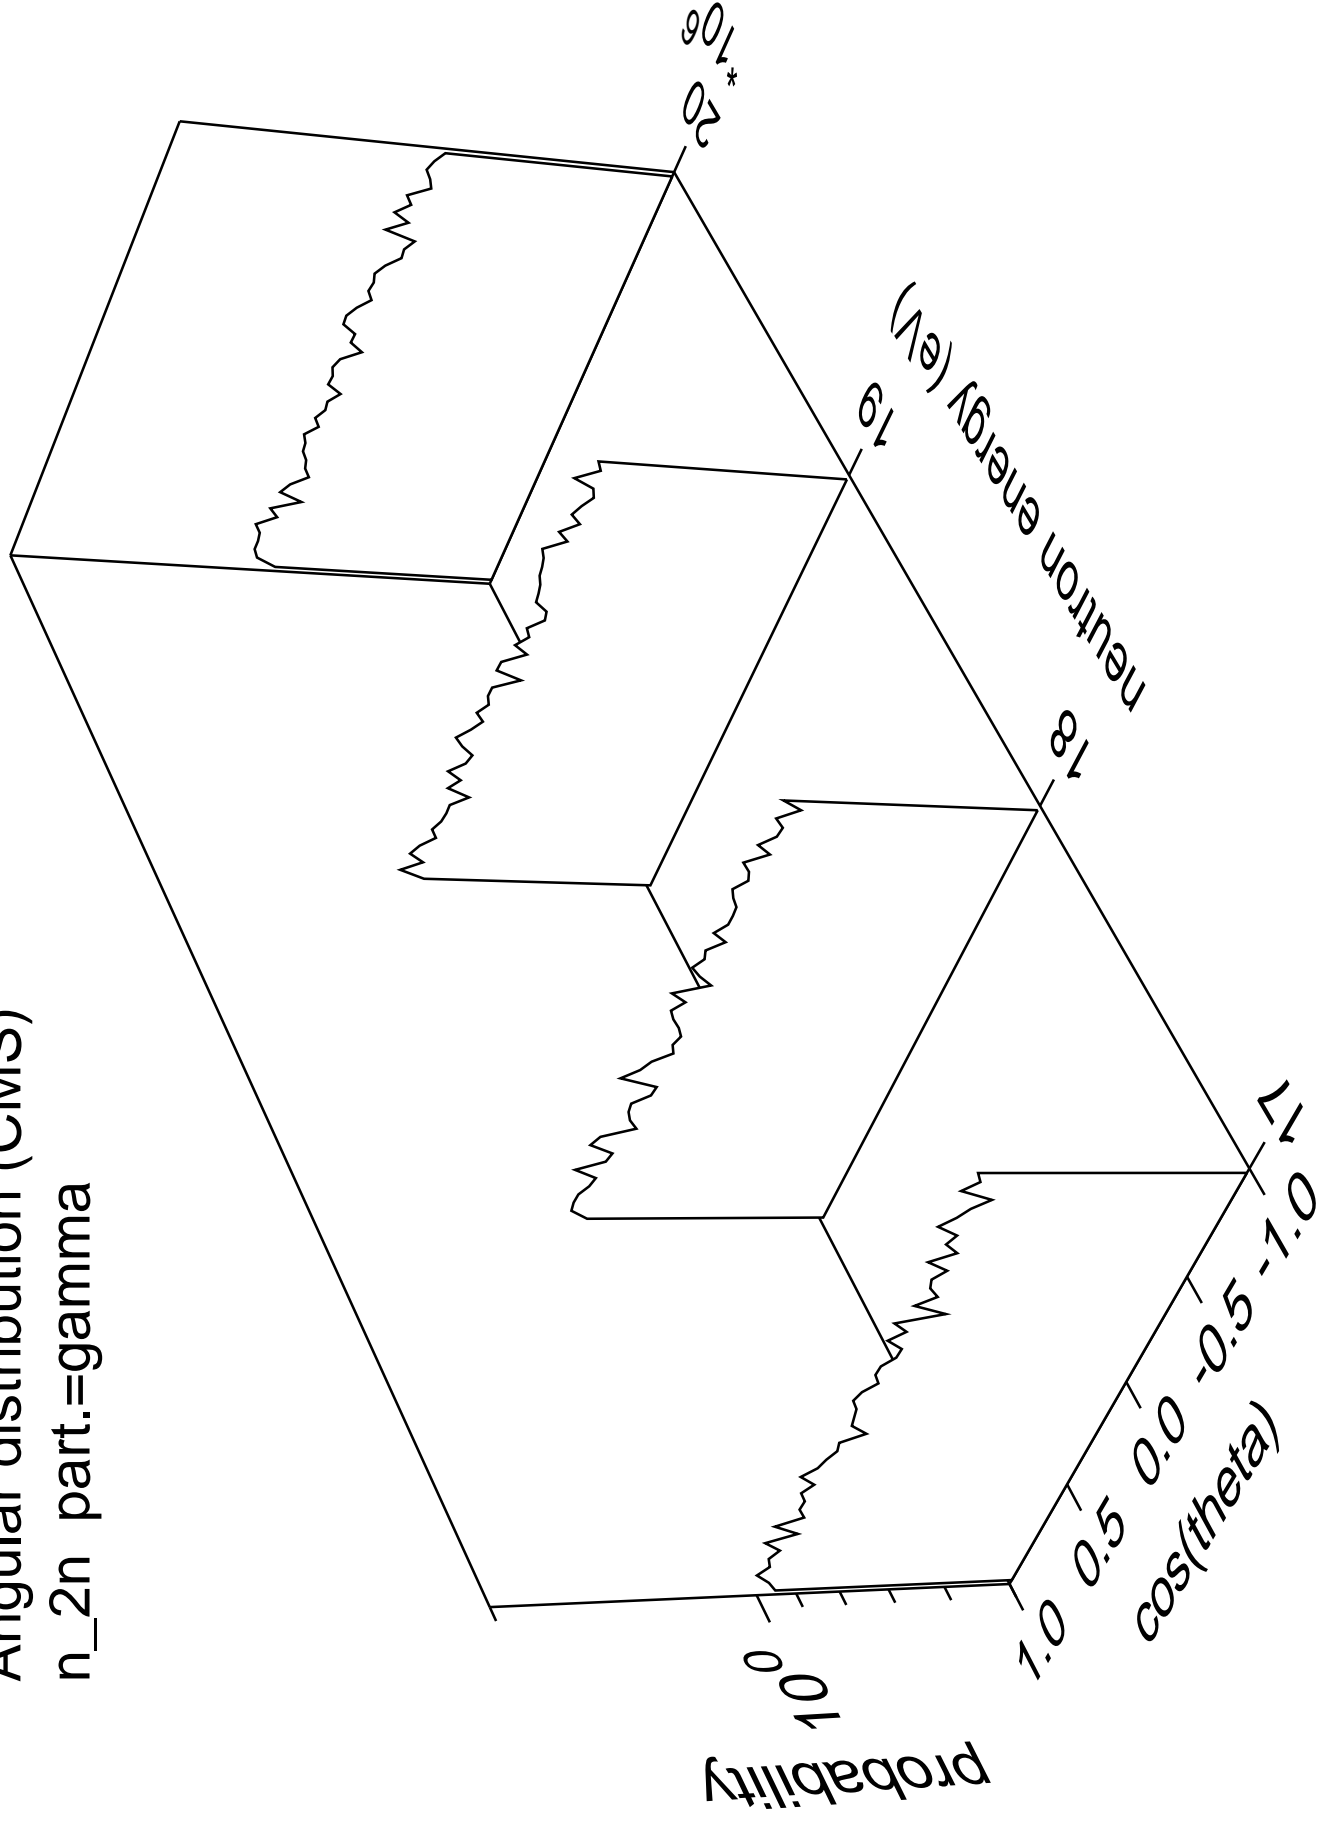 Angular distribution (CMS)
n_2n part.=gamma
probability
10 0
1.0 0.5 0.0 -0.5 -1.0
cos(theta)
17 18 19 20
* 10 6
neutron energy (eV)